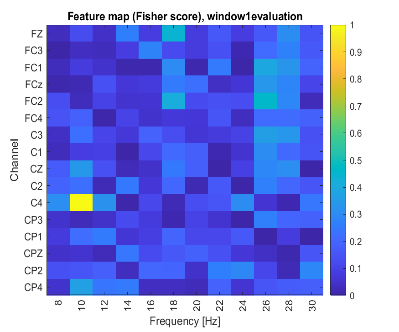 Feature map (Fisher score), window1evaluation
Channel
FZ
FC3
FC1
FCz
FC2
FC4
C3
C1
CZ
C2
C4
CP3
CP1
CPZ
CP2
CP4
8 10 12 14 16 18 20 22 24 26 28 30
Frequency [Hz]
1
0.9
0.8
0.7
0.6
0.5
0.4
0.3
0.2
0.1
0